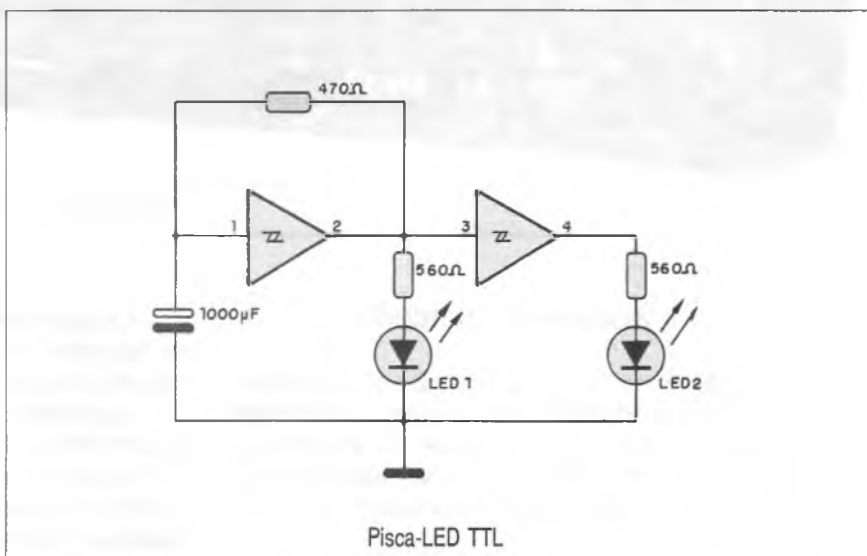 470Ω
1 2 3 4
560Ω 560Ω
1000µF
LED 1 LED2
Pisca-LED TTL